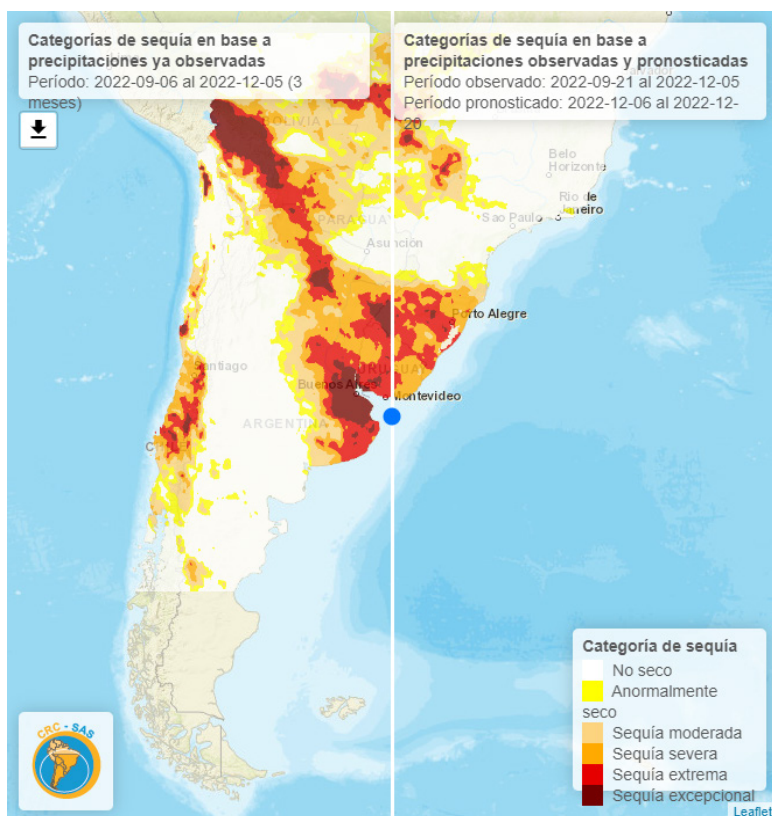 Categorías de sequía en base a
precipitaciones ya observadas
Período: 2022-09-06 al 2022-12-05 (3
meses)
Categorías de sequía en base a
precipitaciones observadas y pronosticadas
Período observado: 2022-09-21 al 2022-12-05
Período pronosticado: 2022-12-06 al 2022-12-
20
BOLIVIA
Belo
Horizonte
Rio de
Janeiro
Sao Paulo
PARAGUA
Asunción
Porto Alegre
Santiago
URUGUAY
Buenos Aires
Montevideo
ARGENTINA
Categoría de sequía
No seco
Anormalmente
seco
Sequía moderada
Sequía severa
Sequía extrema
Sequía excepcional
CRC - SAS
Leaflet